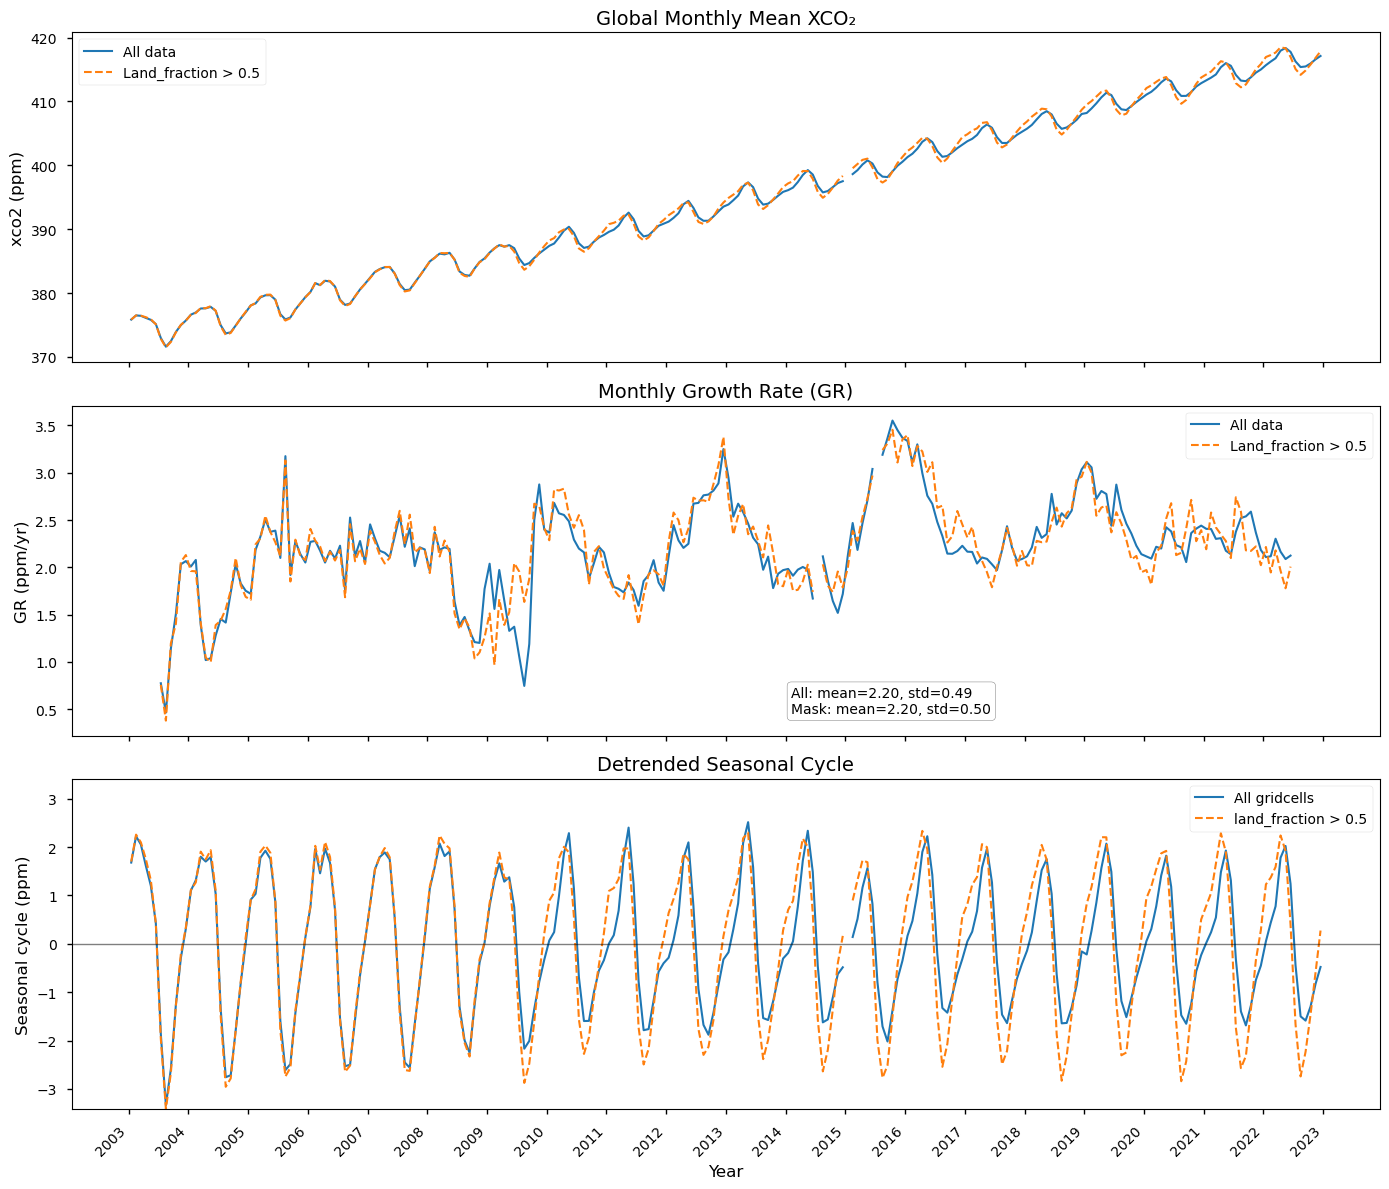 Global Monthly Mean XCO₂
420
410
400
390
380
370
xco2 (ppm)
All data
Land_fraction > 0.5
Monthly Growth Rate (GR)
3.5
3.0
2.5
2.0
1.5
1.0
0.5
GR (ppm/yr)
All data
Land_fraction > 0.5
All: mean=2.20, std=0.49
Mask: mean=2.20, std=0.50
Detrended Seasonal Cycle
3
2
1
0
−1
−2
−3
Seasonal cycle (ppm)
All gridcells
land_fraction > 0.5
2003
2004
2005
2006
2007
2008
2009
2010
2011
2012
2013
2014
2015
2016
2017
2018
2019
2020
2021
2022
2023
Year